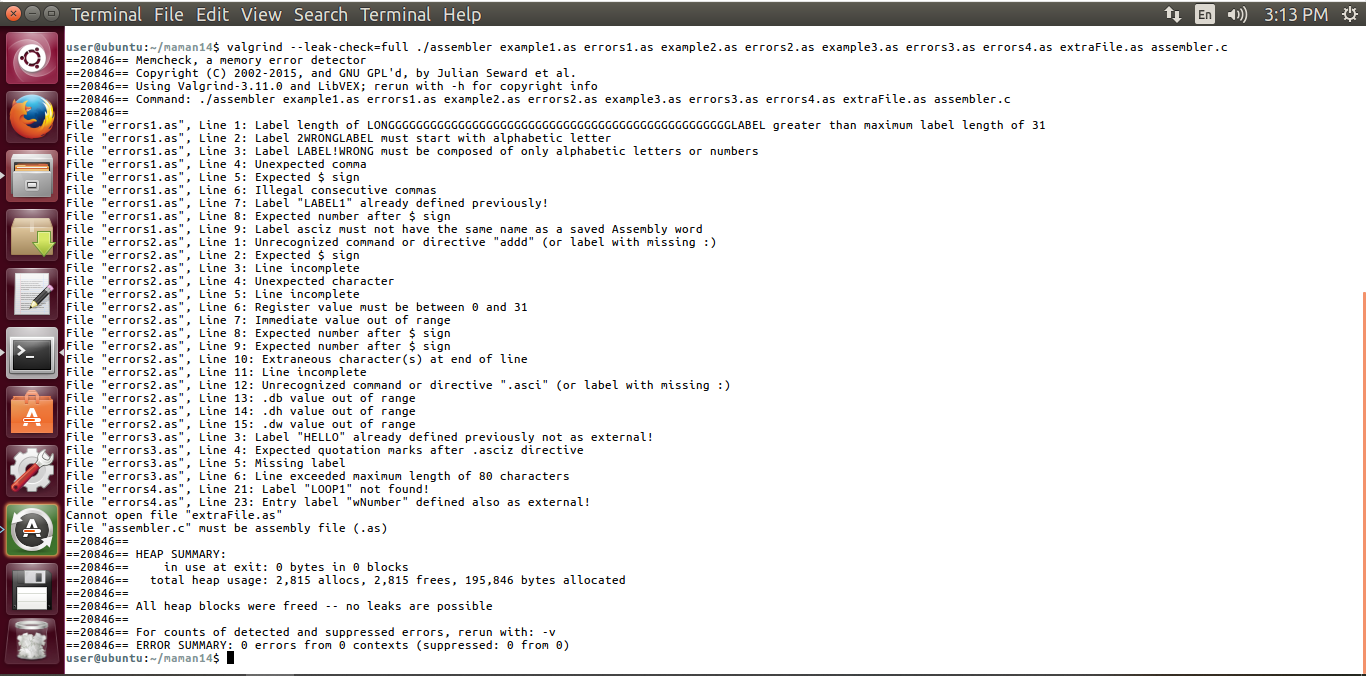 Terminal File Edit View Search Terminal Help En 3:13 PM
user@ubuntu:~/maman14$ valgrind --leak-check=full ./assembler example1.as errors1.as example2.as errors2.as example3.as errors3.as errors4.as extraFile.as assembler.c
==20846== Memcheck, a memory error detector
==20846== Copyright (C) 2002-2015, and GNU GPL'd, by Julian Seward et al.
==20846== Using Valgrind-3.11.0 and LibVEX; rerun with -h for copyright info
==20846== Command: ./assembler example1.as errors1.as example2.as errors2.as example3.as errors3.as errors4.as extraFile.as assembler.c
==20846==
File "errors1.as", Line 1: Label length of LONGGGGGGGGGGGGGGGGGGGGGGGGGGGGGGGGGGGGGGGGGGGGGGGGGGGGLABEL greater than maximum label length of 31
File "errors1.as", Line 2: Label 2WRONGLABEL must start with alphabetic letter
File "errors1.as", Line 3: Label LABEL!WRONG must be composed of only alphabetic letters or numbers
File "errors1.as", Line 4: Unexpected comma
File "errors1.as", Line 5: Expected $ sign
File "errors1.as", Line 6: Illegal consecutive commas
File "errors1.as", Line 7: Label "LABEL1" already defined previously!
File "errors1.as", Line 8: Expected number after $ sign
File "errors1.as", Line 9: Label asciz must not have the same name as a saved Assembly word
File "errors2.as", Line 1: Unrecognized command or directive "addd" (or label with missing :)
File "errors2.as", Line 2: Expected $ sign
File "errors2.as", Line 3: Line incomplete
File "errors2.as", Line 4: Unexpected character
File "errors2.as", Line 5: Line incomplete
File "errors2.as", Line 6: Register value must be between 0 and 31
File "errors2.as", Line 7: Immediate value out of range
File "errors2.as", Line 8: Expected number after $ sign
File "errors2.as", Line 9: Expected number after $ sign
File "errors2.as", Line 10: Extraneous character(s) at end of line
File "errors2.as", Line 11: Line incomplete
File "errors2.as", Line 12: Unrecognized command or directive ".asci" (or label with missing :)
File "errors2.as", Line 13: .db value out of range
File "errors2.as", Line 14: .dh value out of range
File "errors2.as", Line 15: .dw value out of range
File "errors3.as", Line 3: Label "HELLO" already defined previously not as external!
File "errors3.as", Line 4: Expected quotation marks after .asciz directive
File "errors3.as", Line 5: Missing label
File "errors3.as", Line 6: Line exceeded maximum length of 80 characters
File "errors4.as", Line 21: Label "LOOP1" not found!
File "errors4.as", Line 23: Entry label "wNumber" defined also as external!
Cannot open file "extraFile.as"
File "assembler.c" must be assembly file (.as)
==20846==
==20846== HEAP SUMMARY:
==20846== in use at exit: 0 bytes in 0 blocks
==20846== total heap usage: 2,815 allocs, 2,815 frees, 195,846 bytes allocated
==20846==
==20846== All heap blocks were freed -- no leaks are possible
==20846==
==20846== For counts of detected and suppressed errors, rerun with: -v
==20846== ERROR SUMMARY: 0 errors from 0 contexts (suppressed: 0 from 0)
user@ubuntu:~/maman14$